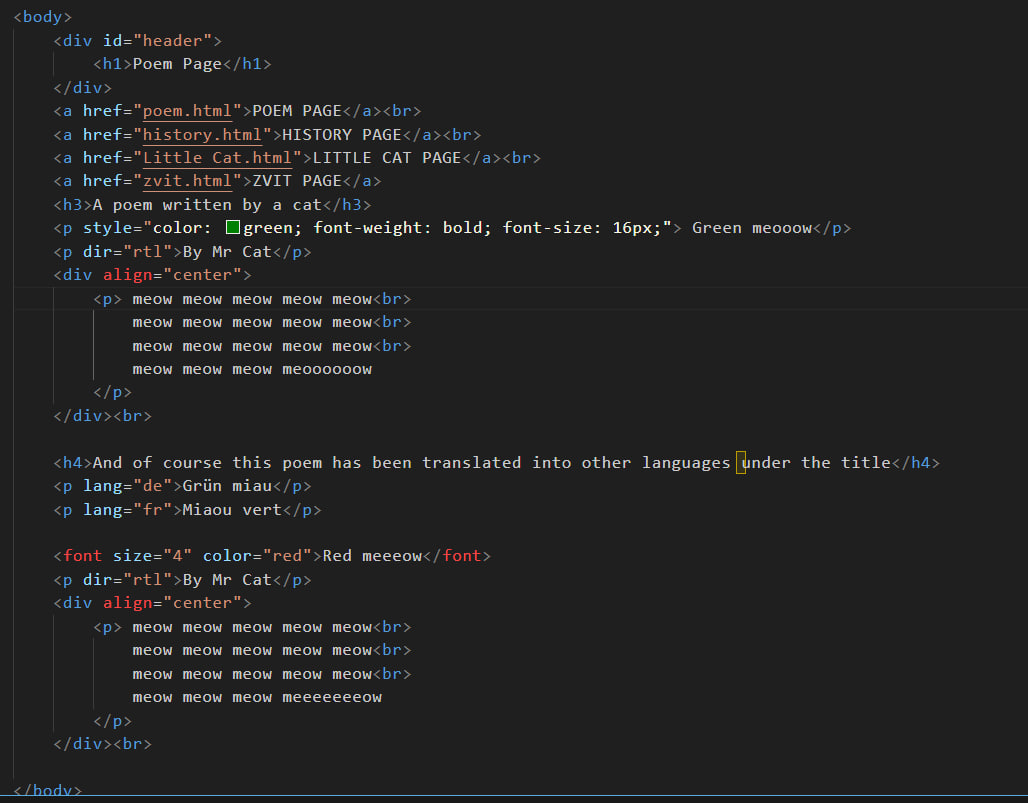 <body>
<div id="header">
<h1>Poem Page</h1>
</div>
<a href="poem.html">POEM PAGE</a><br>
<a href="history.html">HISTORY PAGE</a><br>
<a href="Little Cat.html">LITTLE CAT PAGE</a><br>
<a href="zvit.html">ZVIT PAGE</a>
<h3>A poem written by a cat</h3>
<p style="color: green; font-weight: bold; font-size: 16px;"> Green meooow</p>
<p dir="rtl">By Mr Cat</p>
<div align="center">
<p> meow meow meow meow meow<br>
meow meow meow meow meow<br>
meow meow meow meow meow<br>
meow meow meow meoooooow
</p>
</div><br>
<h4>And of course this poem has been translated into other languages under the title</h4>
<p lang="de">Grün miau</p>
<p lang="fr">Miaou vert</p>
<font size="4" color="red">Red meeeow</font>
<p dir="rtl">By Mr Cat</p>
<div align="center">
<p> meow meow meow meow meow<br>
meow meow meow meow meow<br>
meow meow meow meow meow<br>
meow meow meow meeeeeeeow
</p>
</div><br>
</body>